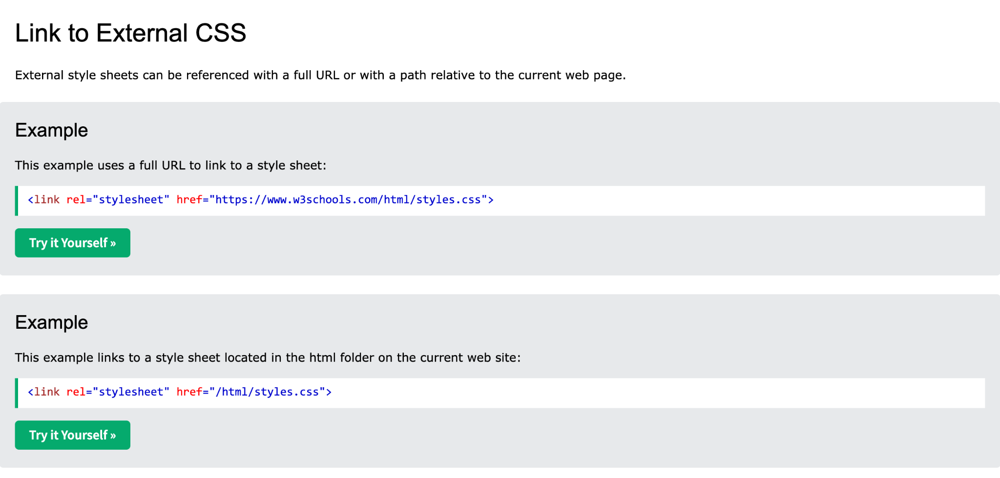 Link to External CSS
External style sheets can be referenced with a full URL or with a path relative to the current web page.
Example
This example uses a full URL to link to a style sheet:
<link rel="stylesheet" href="https://www.w3schools.com/html/styles.css">
Try it Yourself »
Example
This example links to a style sheet located in the html folder on the current web site:
<link rel="stylesheet" href="/html/styles.css">
Try it Yourself »